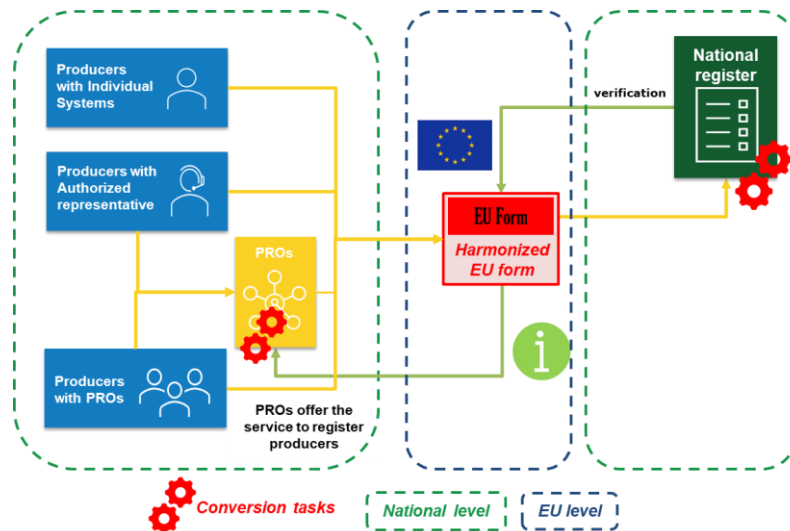 Producers
with Individual
Systems
Producers with
Authorized
representative
PROs
Producers
with PROs
PROs offer the
service to register
producers
EU Form
Harmonized
EU form
verification
National
register
Conversion tasks
National level
EU level